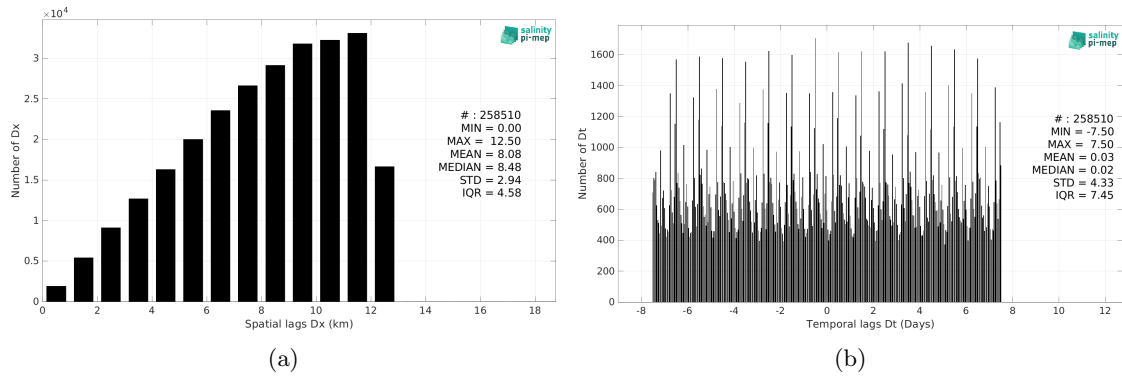 ×10⁴
3
2.5
2
1.5
1
0.5
0
0 2 4 6 8 10 12 14 16 18
Number of Dx
Spatial lags Dx (km)
salinity
pi-mep
# : 258510
MIN = 0.00
MAX = 12.50
MEAN = 8.08
MEDIAN = 8.48
STD = 2.94
IQR = 4.58
(a)
1600
1400
1200
1000
800
600
400
200
0
-8 -6 -4 -2 0 2 4 6 8 10 12
Number of Dt
Temporal lags Dt (Days)
salinity
pi-mep
# : 258510
MIN = -7.50
MAX = 7.50
MEAN = 0.03
MEDIAN = 0.02
STD = 4.33
IQR = 7.45
(b)